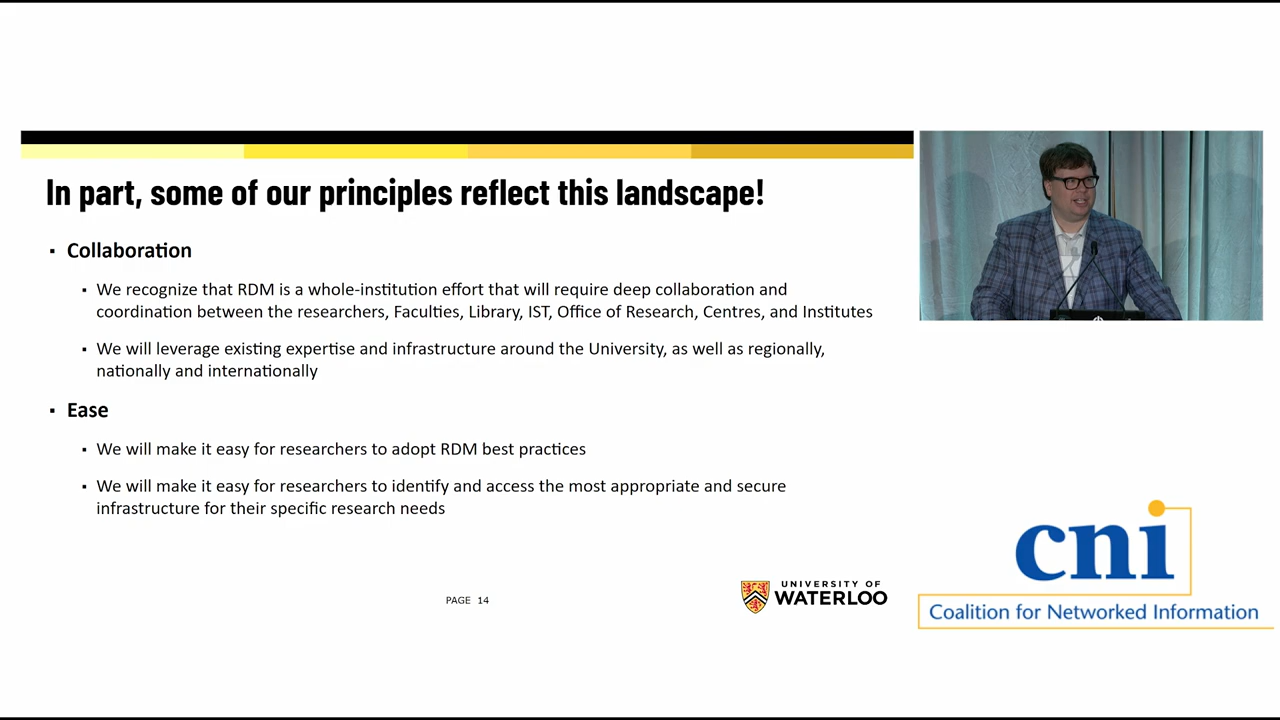 In part, some of our principles reflect this landscape!
▪ Collaboration
▪ We recognize that RDM is a whole-institution effort that will require deep collaboration and
coordination between the researchers, Faculties, Library, IST, Office of Research, Centres, and Institutes
▪ We will leverage existing expertise and infrastructure around the University, as well as regionally,
nationally and internationally
▪ Ease
▪ We will make it easy for researchers to adopt RDM best practices
▪ We will make it easy for researchers to identify and access the most appropriate and secure
infrastructure for their specific research needs
PAGE 14
UNIVERSITY OF
WATERLOO
cni
Coalition for Networked Information